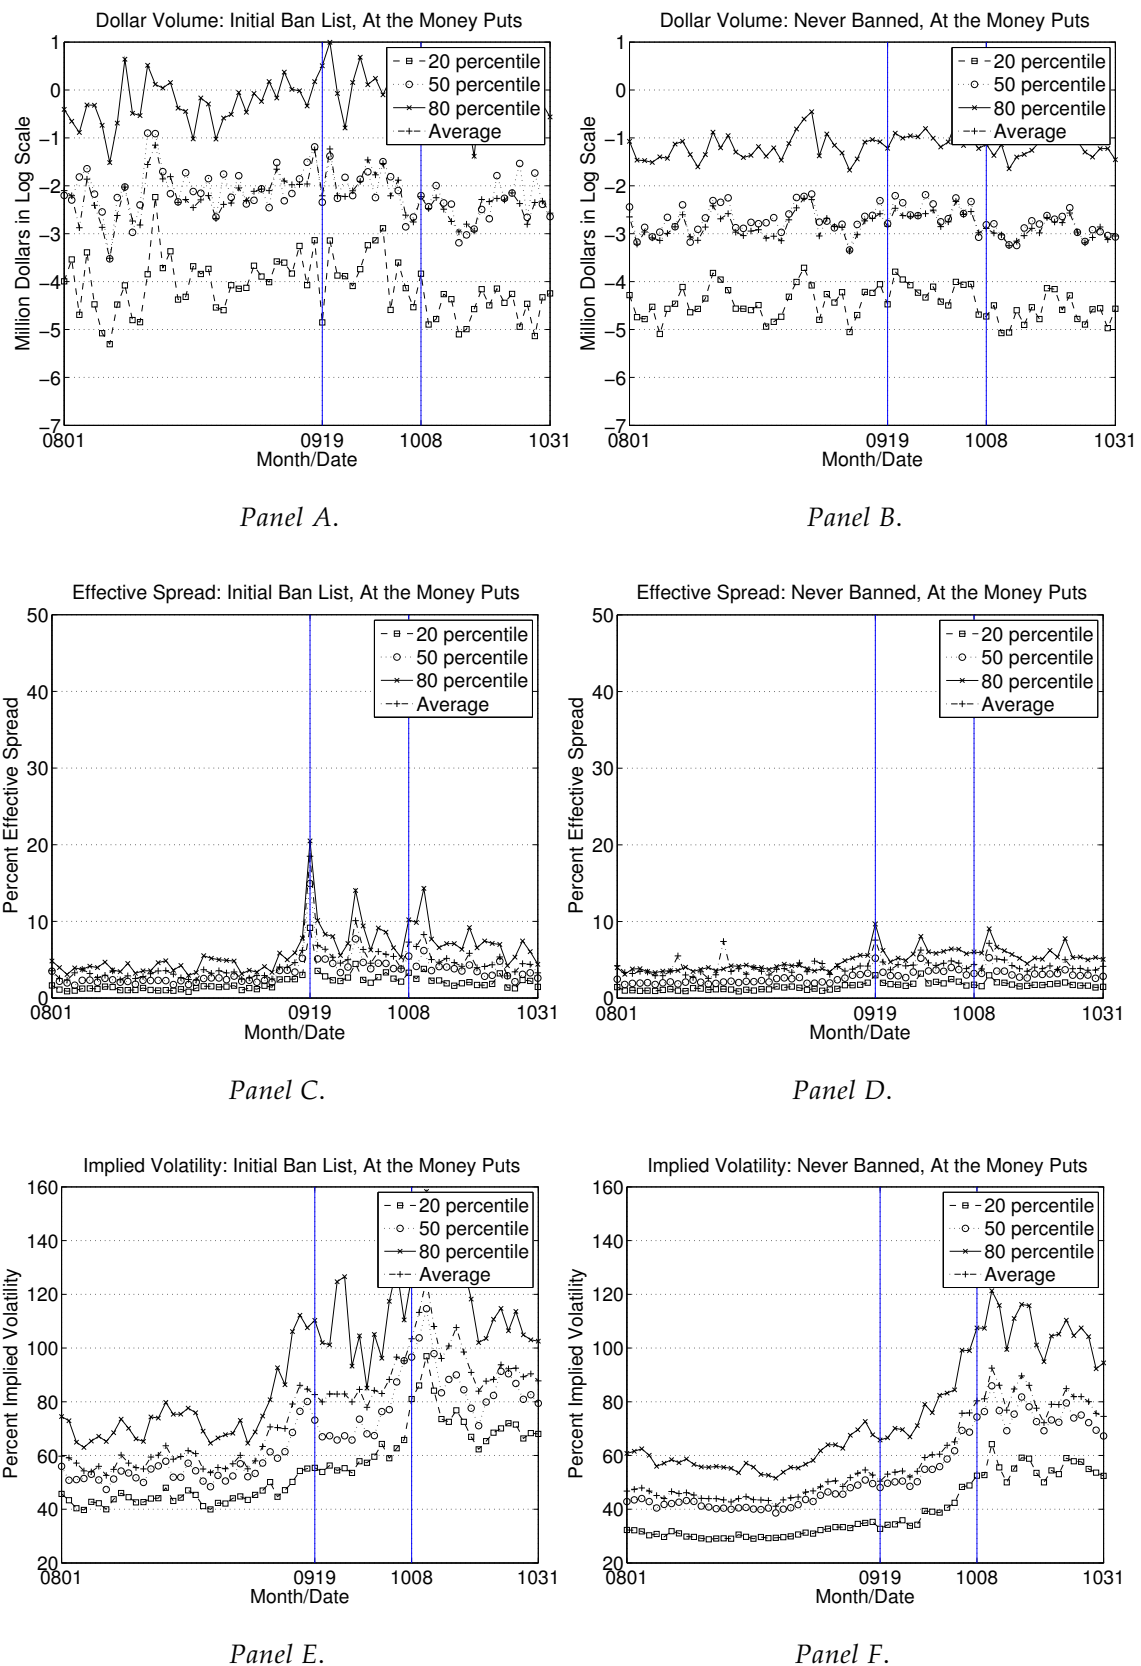 Dollar Volume: Initial Ban List, At the Money Puts
1
0
−1
−2
−3
−4
−5
−6
−7
Million Dollars in Log Scale
20 percentile
50 percentile
80 percentile
Average
0801
0919
1008
1031
Month/Date
Panel A.
Dollar Volume: Never Banned, At the Money Puts
1
0
−1
−2
−3
−4
−5
−6
−7
Million Dollars in Log Scale
20 percentile
50 percentile
80 percentile
Average
0801
0919
1008
1031
Month/Date
Panel B.
Effective Spread: Initial Ban List, At the Money Puts
50
40
30
20
10
0
Percent Effective Spread
20 percentile
50 percentile
80 percentile
Average
0801
0919
1008
1031
Month/Date
Panel C.
Effective Spread: Never Banned, At the Money Puts
50
40
30
20
10
0
Percent Effective Spread
20 percentile
50 percentile
80 percentile
Average
0801
0919
1008
1031
Month/Date
Panel D.
Implied Volatility: Initial Ban List, At the Money Puts
160
140
120
100
80
60
40
20
Percent Implied Volatility
20 percentile
50 percentile
80 percentile
Average
0801
0919
1008
1031
Month/Date
Panel E.
Implied Volatility: Never Banned, At the Money Puts
160
140
120
100
80
60
40
20
Percent Implied Volatility
20 percentile
50 percentile
80 percentile
Average
0801
0919
1008
1031
Month/Date
Panel F.